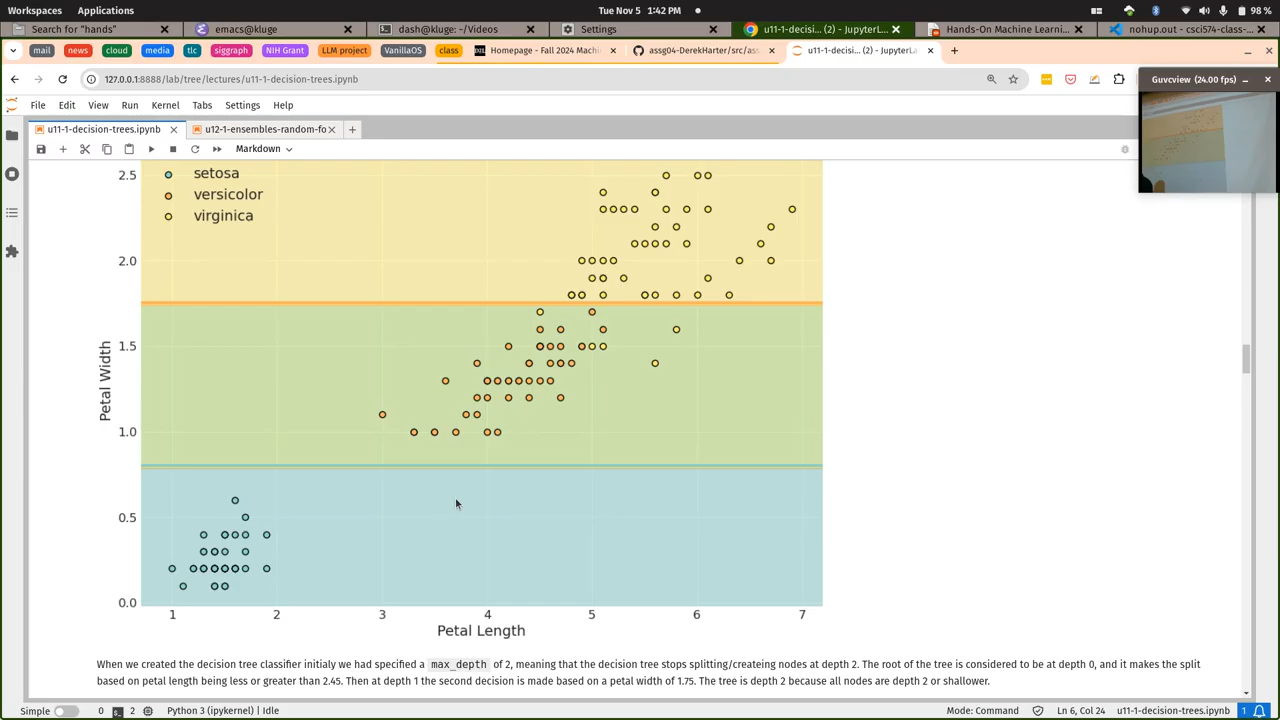 Workspaces Applications Tue Nov 5 1:42 PM 98 %
Search for "hands" emacs@kluge dash@kluge: ~/Videos Settings u11-1-decisi... (2) - JupyterL... Hands-On Machine Learning... nohup.out - csci574-class-...
mail news cloud media tlc siggraph NIH Grant LLM project VanillaOS class Homepage - Fall 2024 Machi... assg04-DerekHarter/src/ass u11-1-decisi... (2) - JupyterL
127.0.0.1:8888/lab/tree/lectures/u11-1-decision-trees.ipynb
Guvcview (24.00 fps)
File Edit View Run Kernel Tabs Settings Help
u11-1-decision-trees.ipynb u12-1-ensembles-random-fo
Markdown
setosa
versicolor
virginica
2.5
2.0
1.5
1.0
0.5
0.0
Petal Width
1 2 3 4 5 6 7
Petal Length
When we created the decision tree classifier initialy we had specified a max_depth of 2, meaning that the decision tree stops splitting/createing nodes at depth 2. The root of the tree is considered to be at depth 0, and it makes the split
based on petal length being less or greater than 2.45. Then at depth 1 the second decision is made based on a petal width of 1.75. The tree is depth 2 because all nodes are depth 2 or shallower.
Simple 0 2 Python 3 (ipykernel) | Idle Mode: Command Ln 6, Col 24 u11-1-decision-trees.ipynb 1